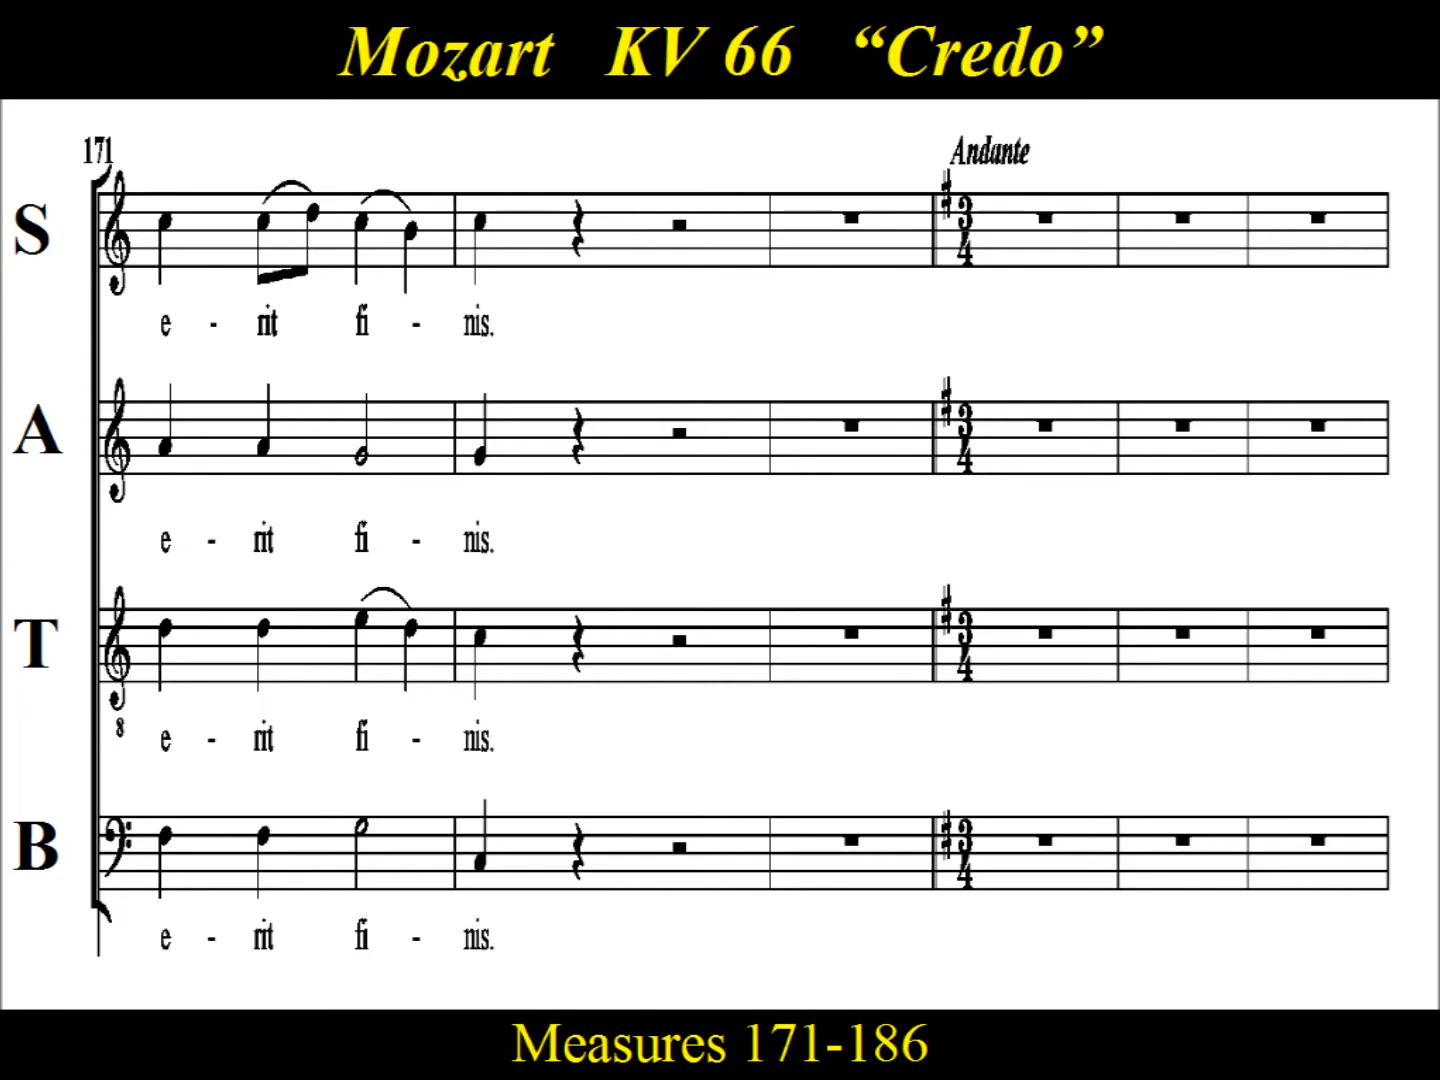 Mozart KV 66 “Credo”
171
Andante
S
e - rit fi - nis.
A
e - rit fi - nis.
T
8
e - rit fi - nis.
B
e - rit fi - nis.
Measures 171-186